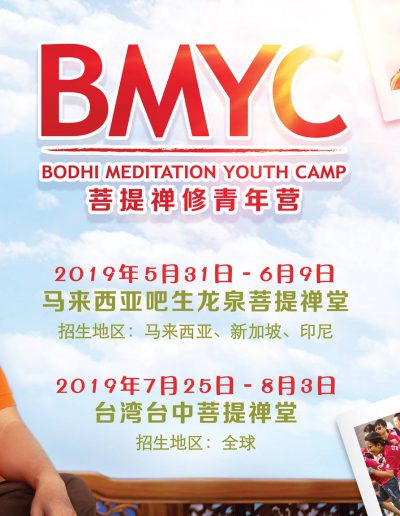 BMYC
BODHI MEDITATION YOUTH CAMP
菩提禅修青年营
2019年5月31日 - 6月9日
马来西亚吧生龙泉菩提禅堂
招生地区：马来西亚、新加坡、印尼
2019年7月25日 - 8月3日
台湾台中菩提禅堂
招生地区：全球